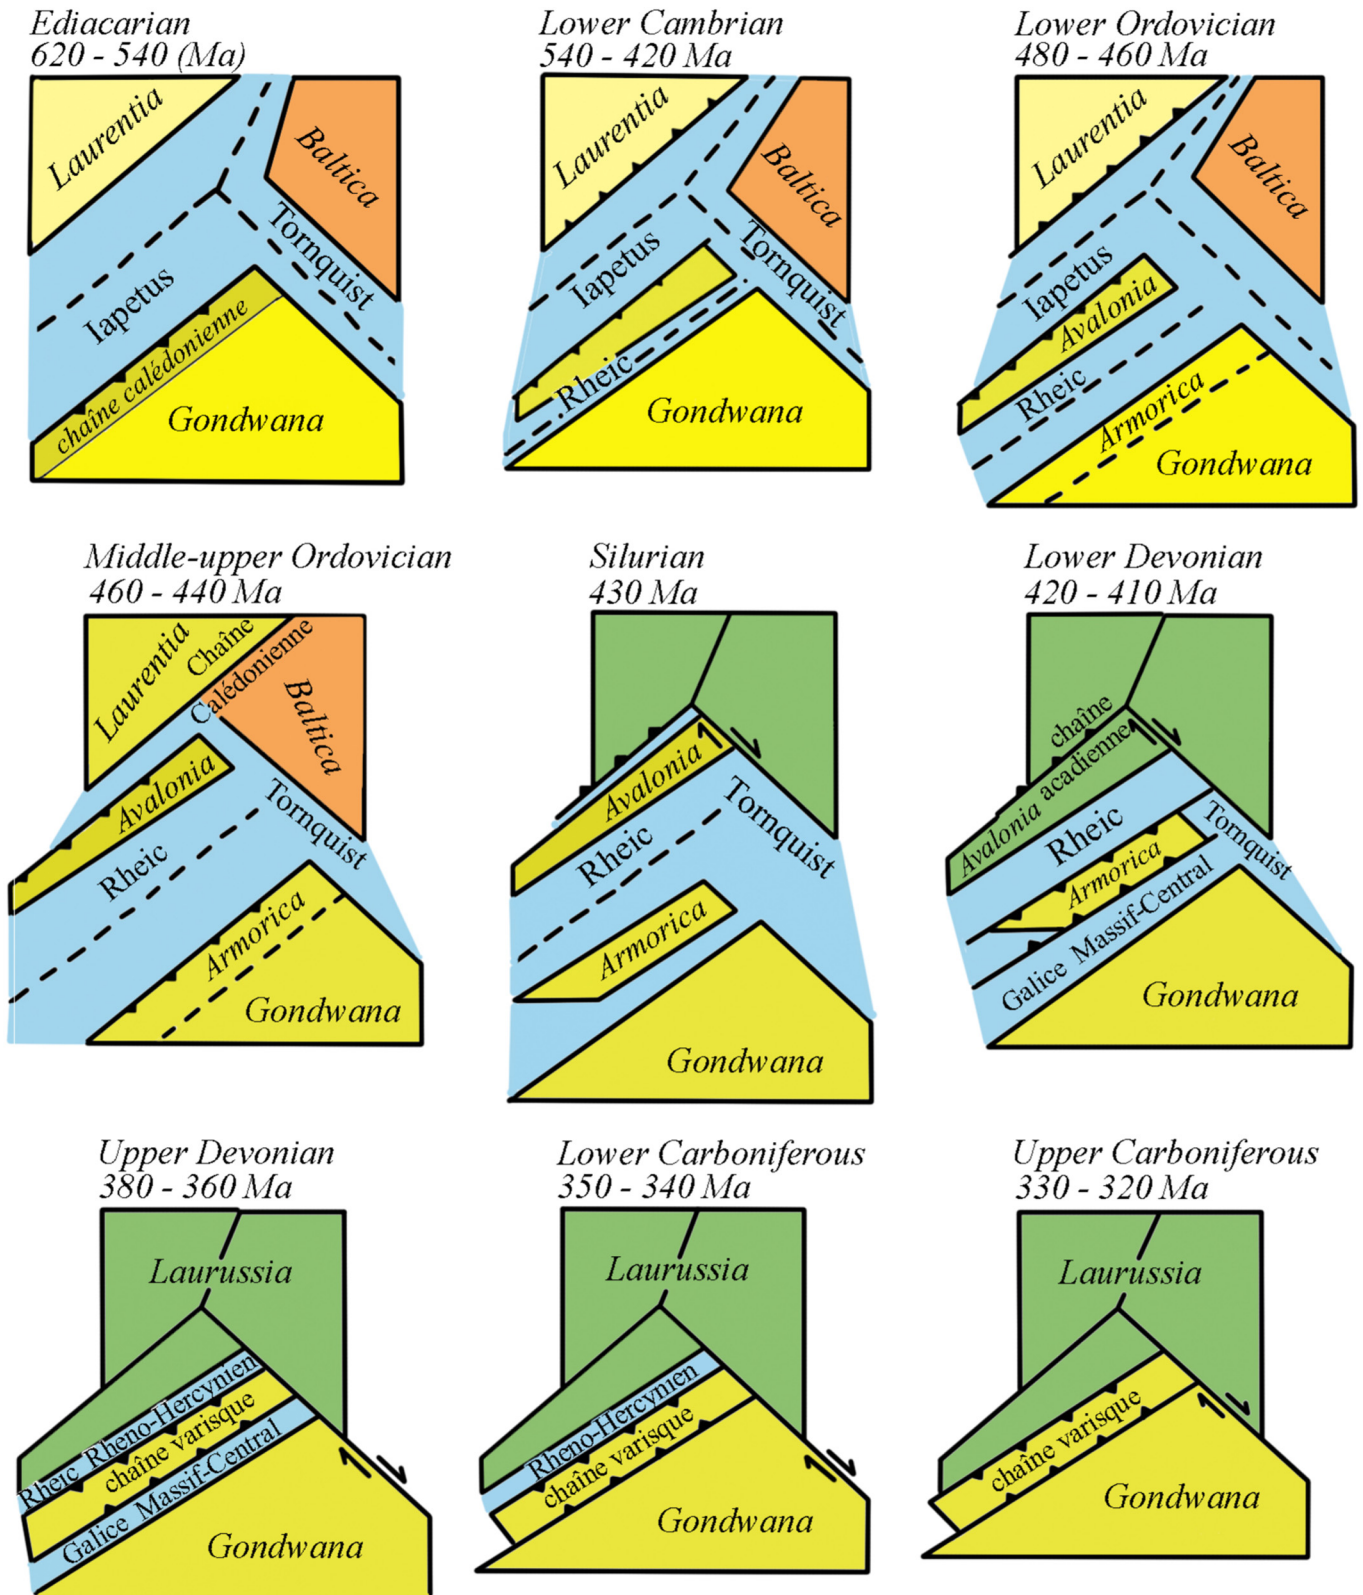 Ediacarian
620 - 540 (Ma)
Laurentia
Baltica
Tornquist
Iapetus
chaîne calédonienne
Gondwana
Lower Cambrian
540 - 420 Ma
Laurentia
Baltica
Iapetus
Tornquist
Rheic
Gondwana
Lower Ordovician
480 - 460 Ma
Laurentia
Baltica
Iapetus
Avalonia
Rheic
Armorica
Gondwana
Middle-upper Ordovician
460 - 440 Ma
Laurentia
Chaîne
Calédonienne
Baltica
Avalonia
Tornquist
Rheic
Armorica
Gondwana
Silurian
430 Ma
Avalonia
Tornquist
Rheic
Armorica
Gondwana
Lower Devonian
420 - 410 Ma
chaîne
acadienne
Avalonia
Rheic
Tornquist
Armorica
Galice Massif-Central
Gondwana
Upper Devonian
380 - 360 Ma
Laurussia
Rheic Rheno-Hercynien
chaîne varisque
Galice Massif-Central
Gondwana
Lower Carboniferous
350 - 340 Ma
Laurussia
Rheno-Hercynien
chaîne varisque
Gondwana
Upper Carboniferous
330 - 320 Ma
Laurussia
chaîne varisque
Gondwana